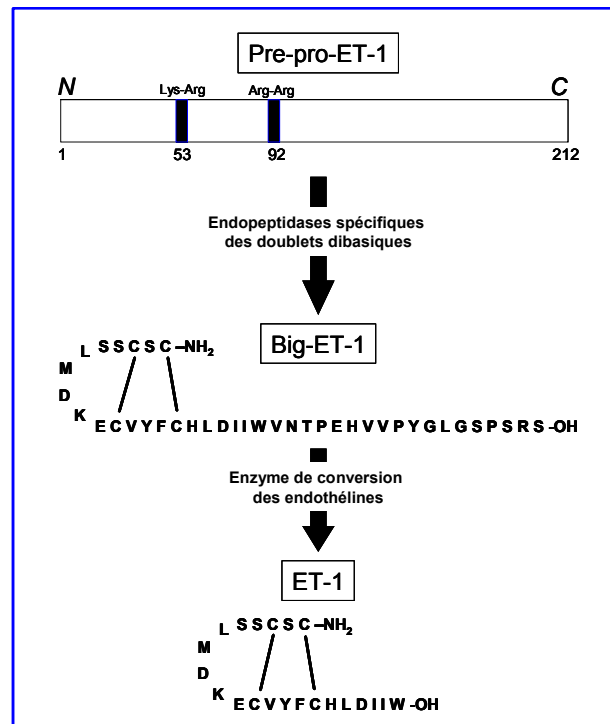 Pre-pro-ET-1
N C
Lys-Arg Arg-Arg
1 53 92 212
Endopeptidases spécifiques
des doublets dibasiques
Big-ET-1
L S S C S C –NH2
M
D
K
E C V Y F C H L D I I W V N T P E H V V P Y G L G S P S R S -OH
Enzyme de conversion
des endothélines
ET-1
L S S C S C –NH2
M
D
K
E C V Y F C H L D I I W -OH